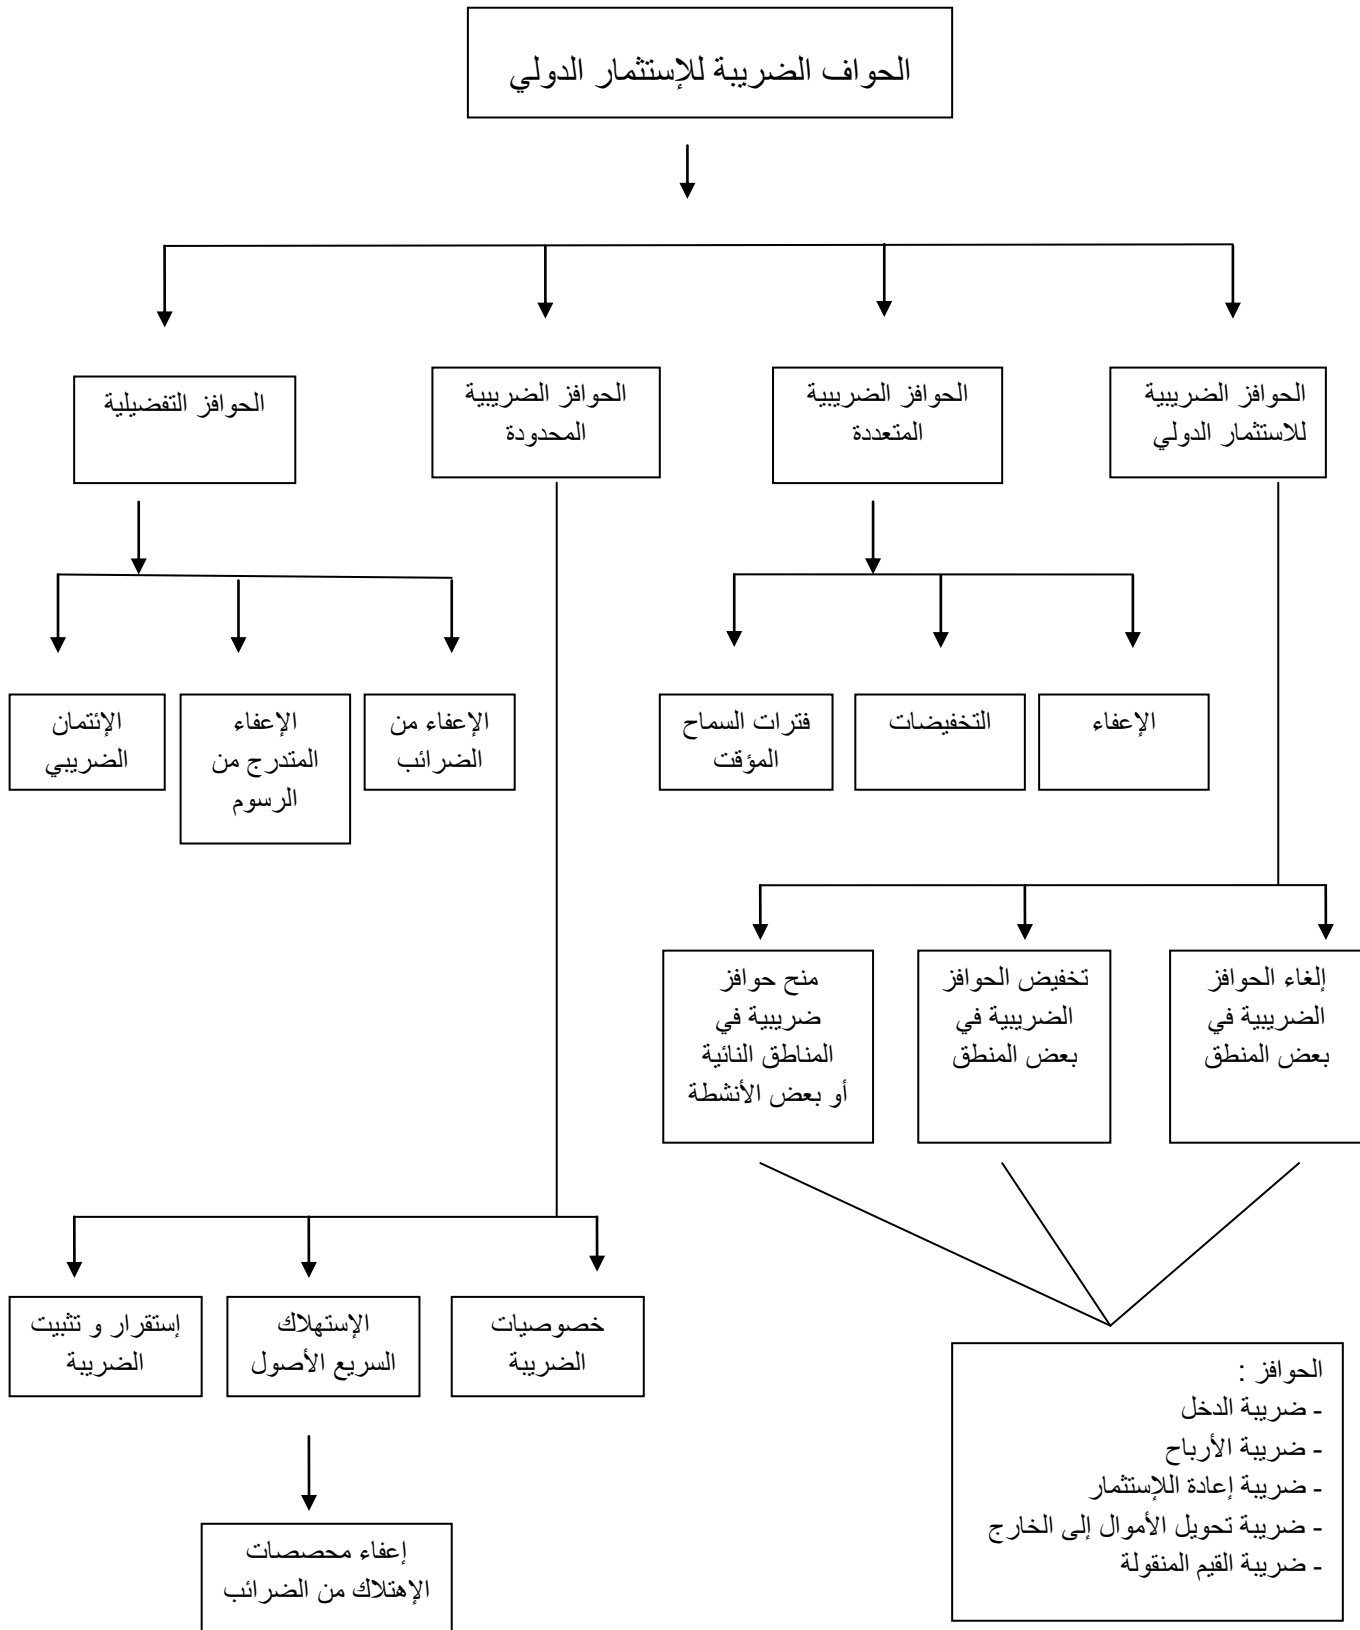 الحواف الضريبة للإستثمار الدولي
الحوافز الضريبية
للاستثمار الدولي
الحوافز الضريبية
المتعددة
الحوافز الضريبية
المحدودة
الحوافز التفضيلية
الإعفاء
التخفيضات
فترات السماح
المؤقت
الإعفاء من
الضرائب
الإعفاء
المتدرج من
الرسوم
الإئتمان
الضريبي
إلغاء الحوافز
الضريبية في
بعض المنطق
تخفيض الحوافز
الضريبية في
بعض المنطق
منح حوافز
ضريبية في
المناطق النائية
أو بعض الأنشطة
خصوصيات
الضريبة
الإستهلاك
السريع الأصول
إستقرار و تثبيت
الضريبة
الحوافز :
- ضريبة الدخل
- ضريبة الأرباح
- ضريبة إعادة اللإستثمار
- ضريبة تحويل الأموال إلى الخارج
- ضريبة القيم المنقولة
إعفاء محصصات
الإهتلاك من الضرائب